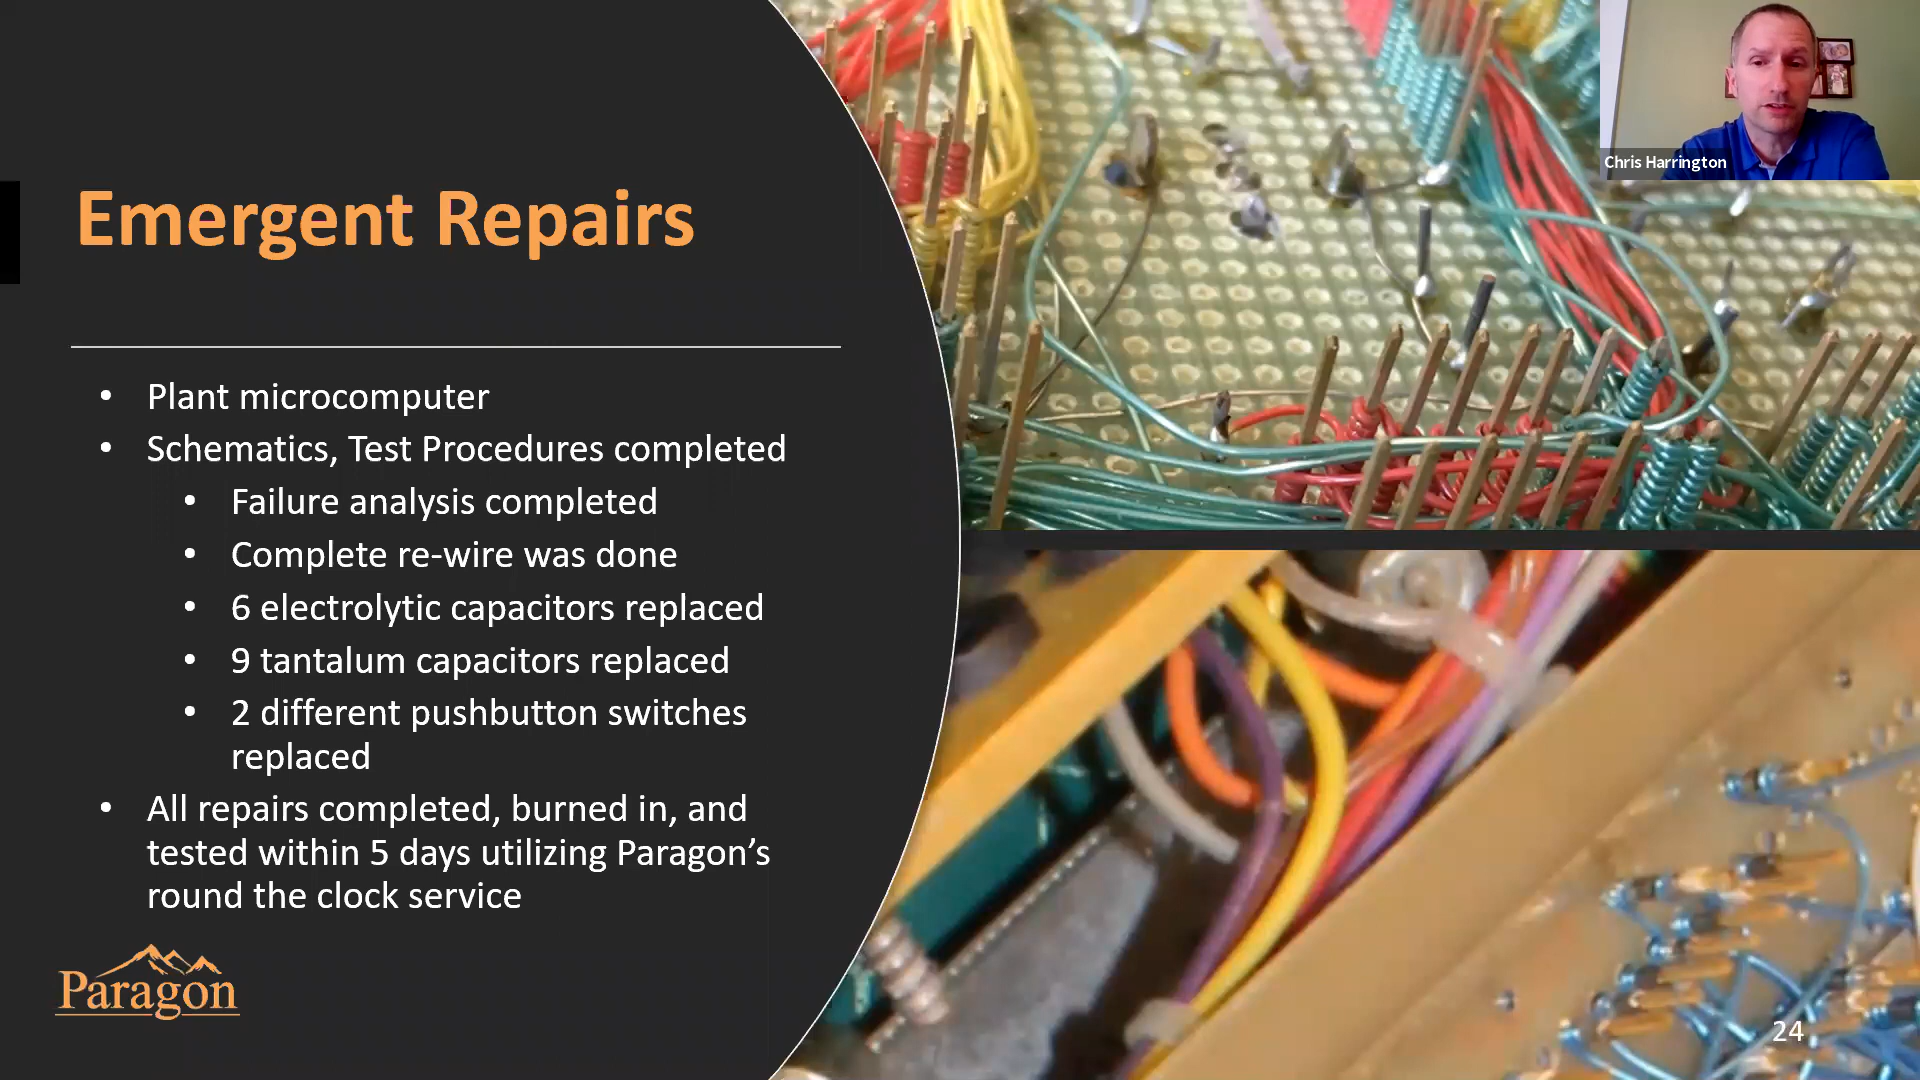 Chris Harrington
Emergent Repairs
• Plant microcomputer
• Schematics, Test Procedures completed
• Failure analysis completed
• Complete re-wire was done
• 6 electrolytic capacitors replaced
• 9 tantalum capacitors replaced
• 2 different pushbutton switches
replaced
• All repairs completed, burned in, and
tested within 5 days utilizing Paragon’s
round the clock service
Paragon
24